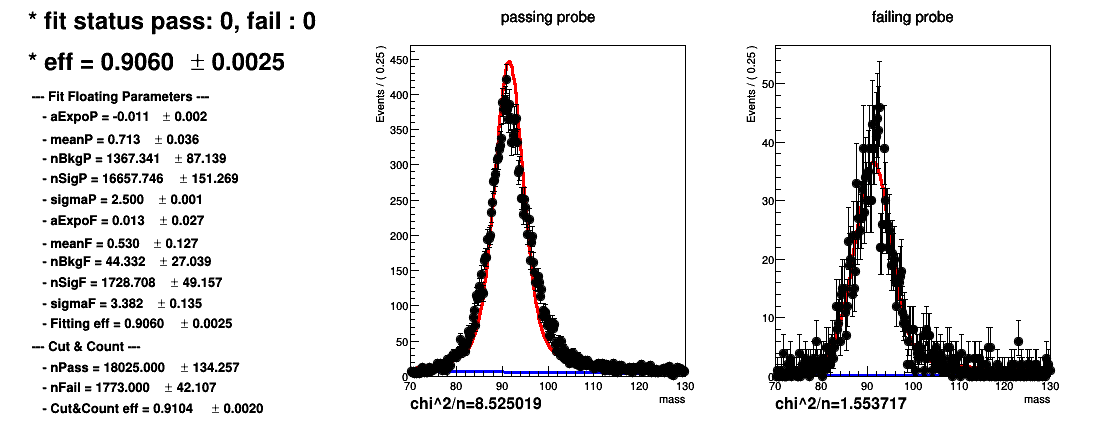 * fit status pass: 0, fail : 0
* eff = 0.9060 ± 0.0025
--- Fit Floating Parameters ---
- aExpoP = -0.011 ± 0.002
- meanP = 0.713 ± 0.036
- nBkgP = 1367.341 ± 87.139
- nSigP = 16657.746 ± 151.269
- sigmaP = 2.500 ± 0.001
- aExpoF = 0.013 ± 0.027
- meanF = 0.530 ± 0.127
- nBkgF = 44.332 ± 27.039
- nSigF = 1728.708 ± 49.157
- sigmaF = 3.382 ± 0.135
- Fitting eff = 0.9060 ± 0.0025
--- Cut & Count ---
- nPass = 18025.000 ± 134.257
- nFail = 1773.000 ± 42.107
- Cut&Count eff = 0.9104 ± 0.0020
passing probe
Events / ( 0.25 )
450
400
350
300
250
200
150
100
50
0
70 80 90 100 110 120 130
mass
chi^2/n=8.525019
failing probe
Events / ( 0.25 )
50
40
30
20
10
0
70 80 90 100 110 120 130
mass
chi^2/n=1.553717